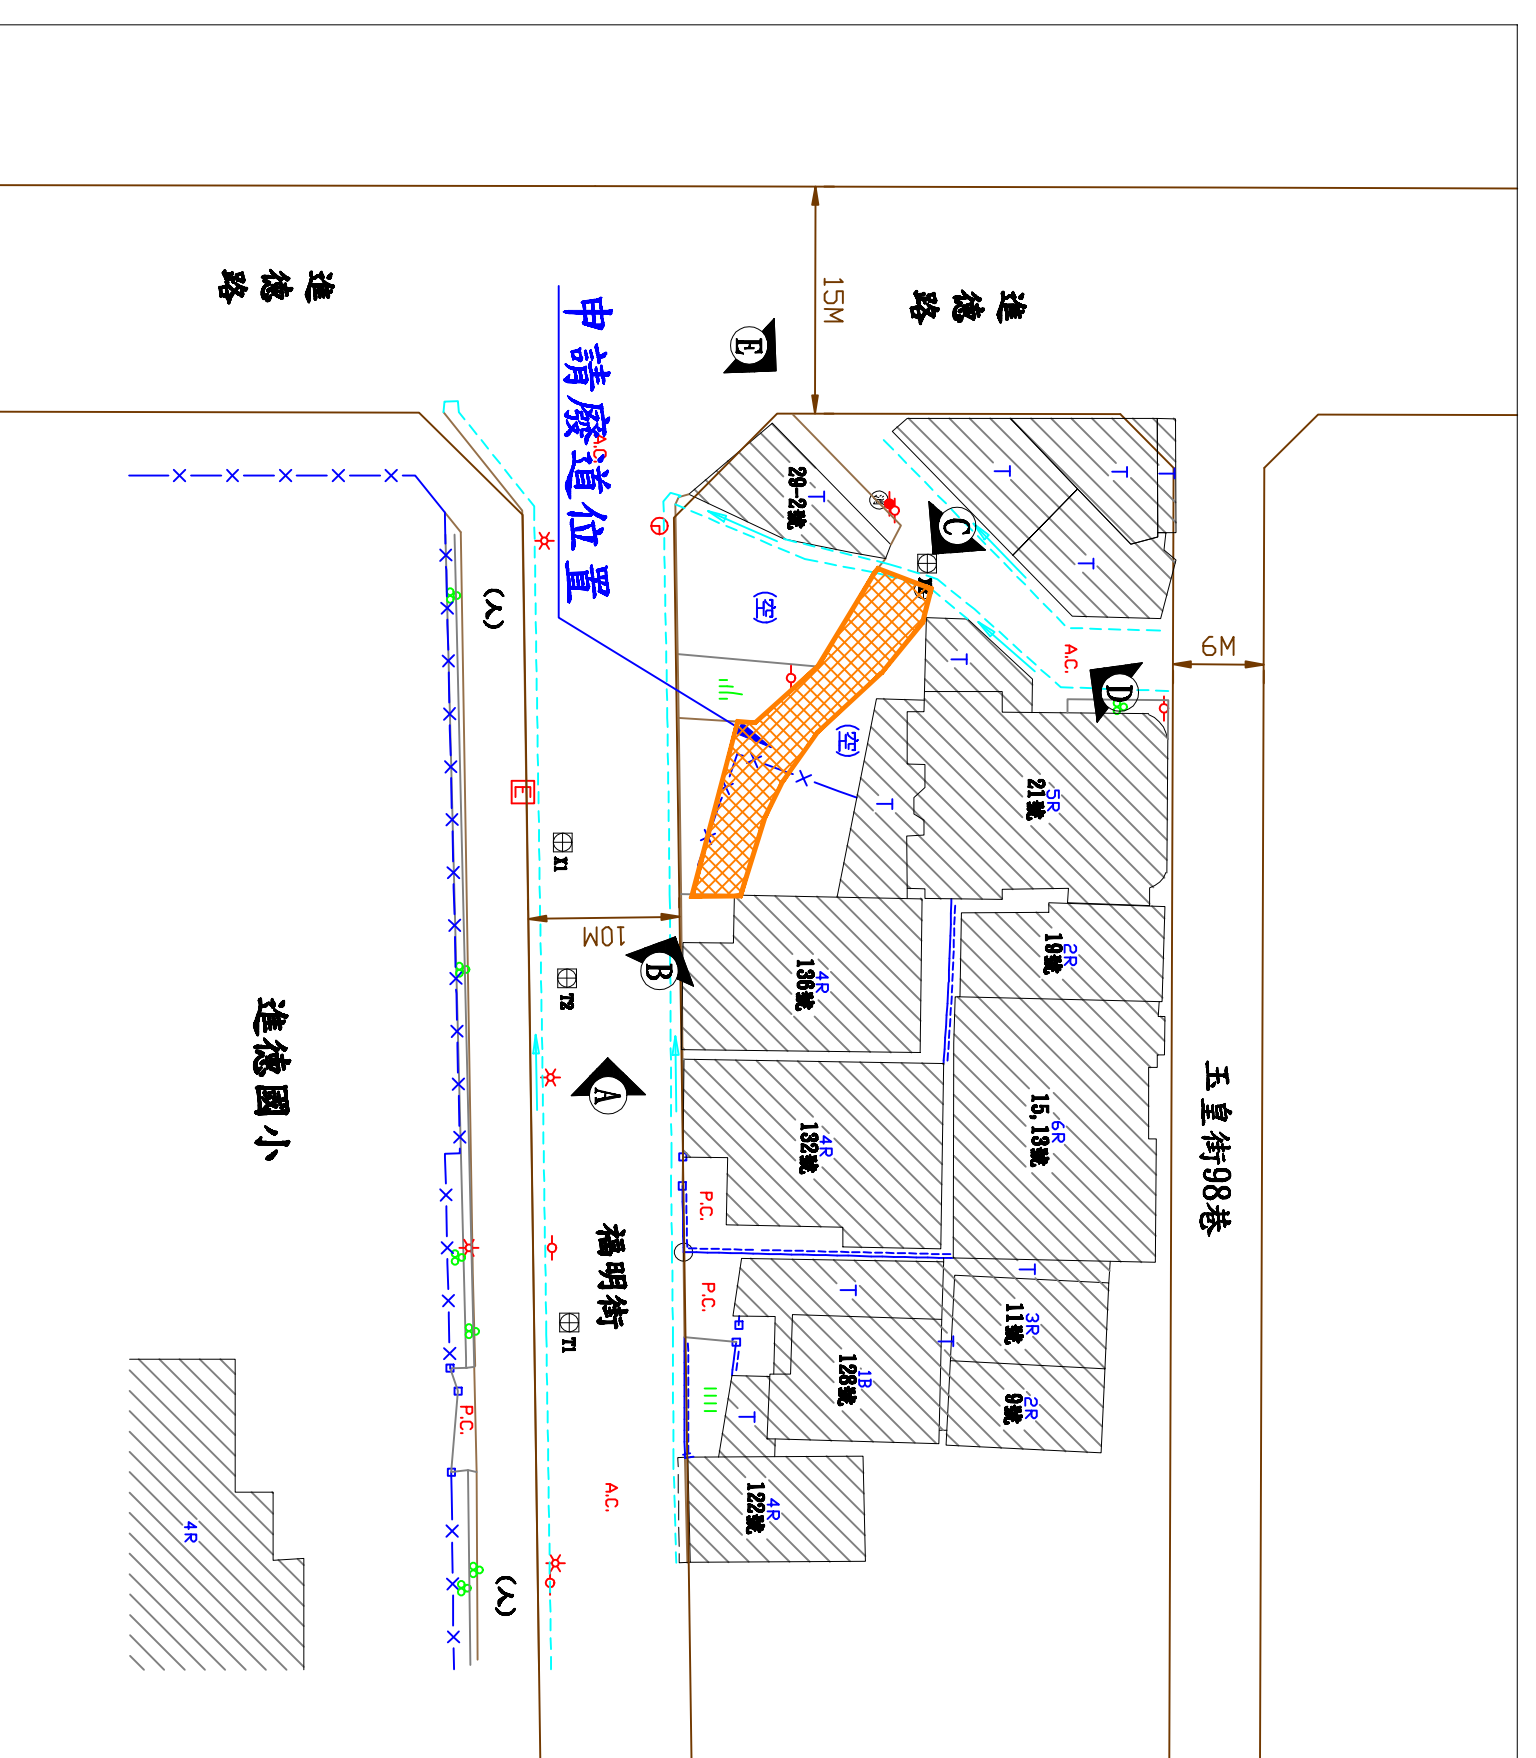 進德路
進德路
15M
申請廢道位置
E
A.C.
29-2號
T
消
C
T
T
T
T
(空)
T
A.C.
D
6M
(人)
(空)
T
5R
21號
E
X1
10M
B
T2
4R
136號
2R
19號
A
4R
132號
6R
15,13號
玉皇街98巷
進德國小
P.C.
福明街
P.C.
T
T
3R
11號
T1
T
1B
128號
2R
9號
T
P.C.
A.C.
4R
122號
4R
(人)